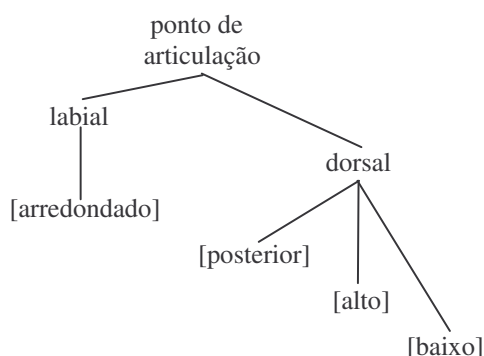 ponto de
articulação
labial
dorsal
[arredondado]
[posterior]
[alto]
[baixo]